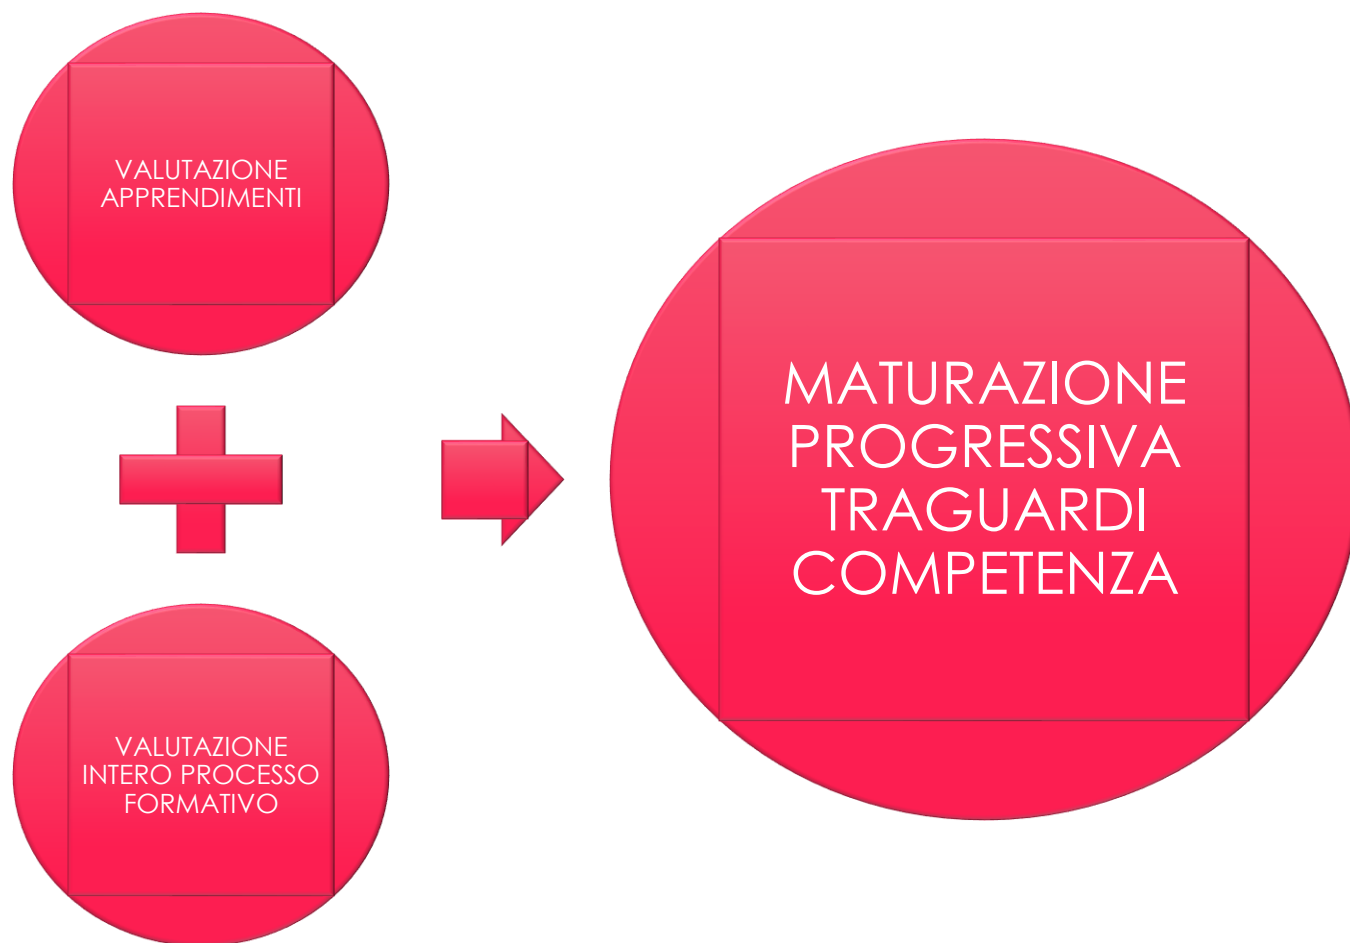 VALUTAZIONE
APPRENDIMENTI
VALUTAZIONE
INTERO PROCESSO
FORMATIVO
MATURAZIONE
PROGRESSIVA
TRAGUARDI
COMPETENZA